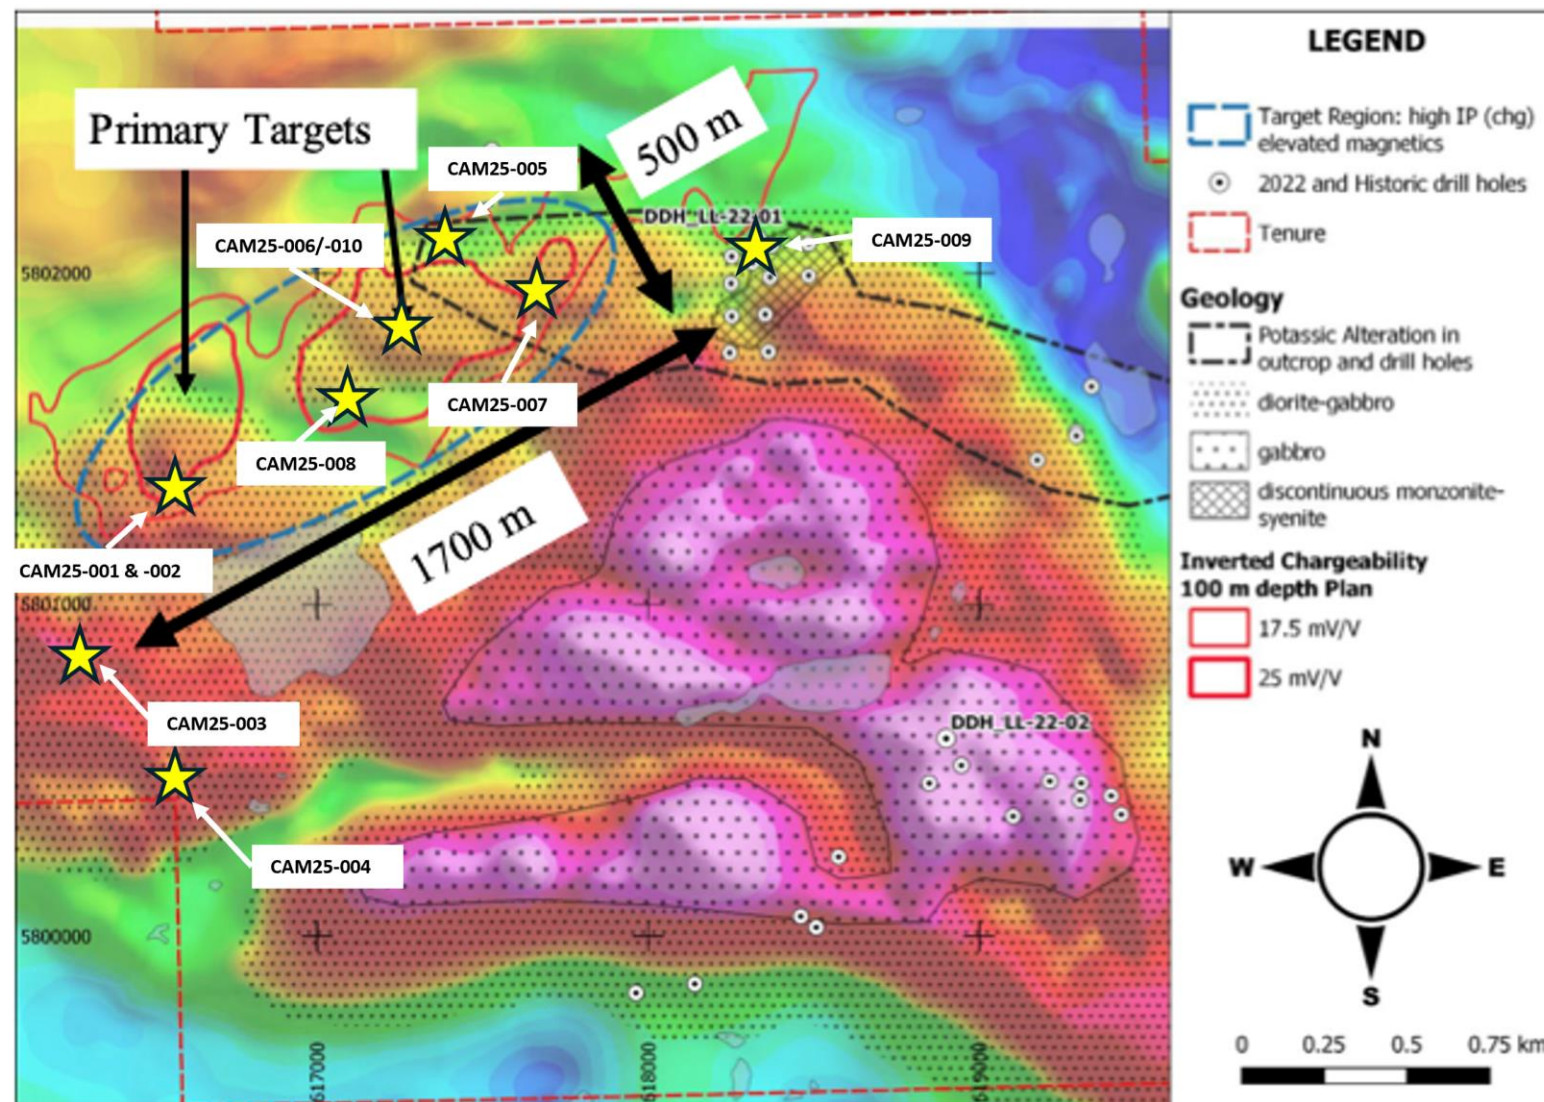 Primary Targets
500 m
CAM25-005
DDH_LL-22-01
CAM25-006/-010
CAM25-009
5802000
CAM25-007
CAM25-008
1700 m
CAM25-001 & -002
5801000
CAM25-003
DDH_LL-22-02
CAM25-004
5800000
617000
618000
619000
LEGEND
Target Region: high IP (chg)
elevated magnetics
2022 and Historic drill holes
Tenure
Geology
Potassic Alteration in
outcrop and drill holes
diorite-gabbro
gabbro
discontinuous monzonite-
syenite
Inverted Chargeability
100 m depth Plan
17.5 mV/V
25 mV/V
N
W
E
S
0 0.25 0.5 0.75 km